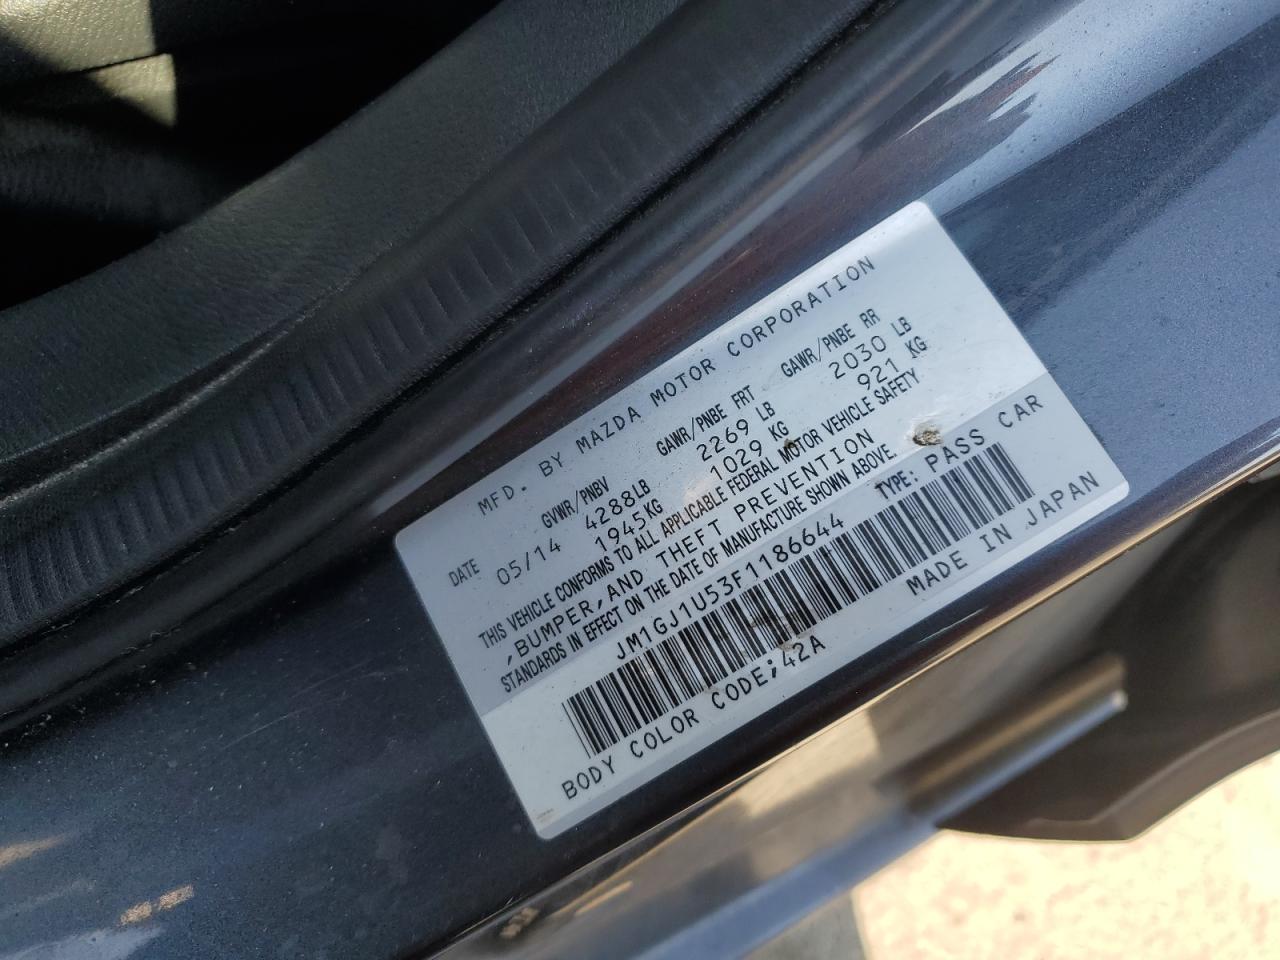 MFD. BY MAZDA MOTOR CORPORATION
DATE GVWR/PNBV GAWR/PNBE FRT GAWR/PNBE RR
05/14 4288LB 2269 LB 2030 LB
1945KG 1029 KG 921 KG
THIS VEHICLE CONFORMS TO ALL APPLICABLE FEDERAL MOTOR VEHICLE SAFETY
,BUMPER,AND THEFT PREVENTION
STANDARDS IN EFFECT ON THE DATE OF MANUFACTURE SHOWN ABOVE.
JM1GJ1U53F1186644 TYPE: PASS CAR
BODY COLOR CODE;42A MADE IN JAPAN